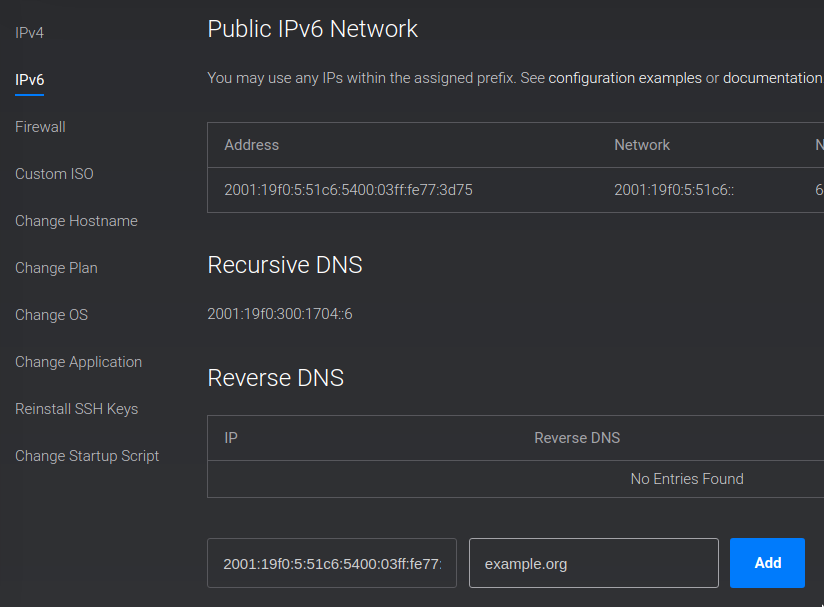 IPv4
IPv6
Firewall
Custom ISO
Change Hostname
Change Plan
Change OS
Change Application
Reinstall SSH Keys
Change Startup Script
Public IPv6 Network
You may use any IPs within the assigned prefix. See configuration examples or documentation
Address Network N
2001:19f0:5:51c6:5400:03ff:fe77:3d75 2001:19f0:5:51c6:: 6
Recursive DNS
2001:19f0:300:1704::6
Reverse DNS
IP Reverse DNS
No Entries Found
2001:19f0:5:51c6:5400:03ff:fe77: example.org Add